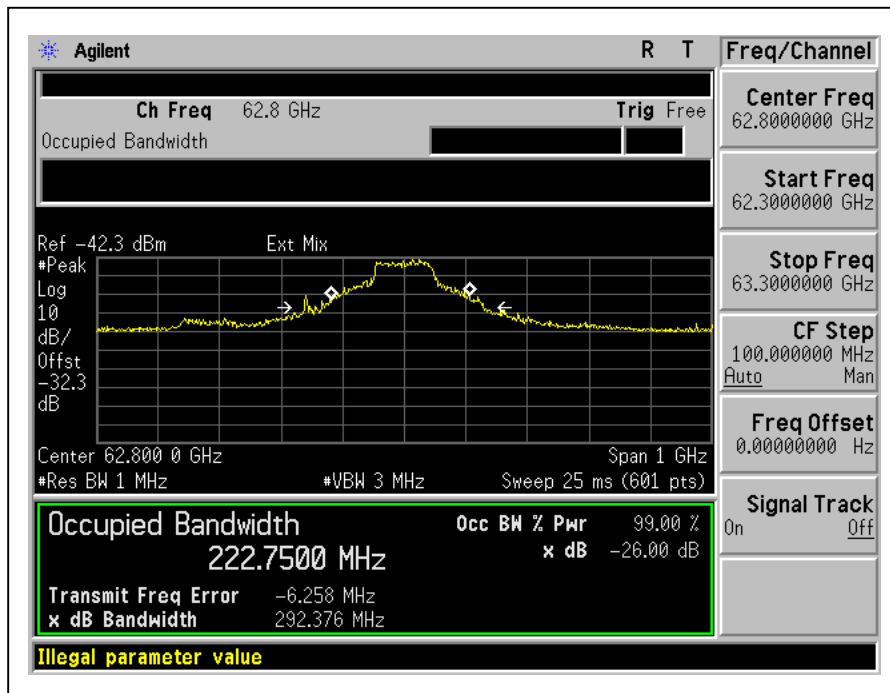 Agilent R T
Freq/Channel
Ch Freq 62.8 GHz Trig Free
Occupied Bandwidth
Center Freq
62.8000000 GHz
Start Freq
62.3000000 GHz
Stop Freq
63.3000000 GHz
CF Step
100.000000 MHz
Auto Man
Freq Offset
0.00000000 Hz
Signal Track
On Off
Ref -42.3 dBm Ext Mix
#Peak
Log
10
dB/
Offst
-32.3
dB
Center 62.800 0 GHz Span 1 GHz
#Res BW 1 MHz #VBW 3 MHz Sweep 25 ms (601 pts)
Occupied Bandwidth Occ BW % Pwr 99.00 %
222.7500 MHz x dB -26.00 dB
Transmit Freq Error -6.258 MHz
x dB Bandwidth 292.376 MHz
Illegal parameter value